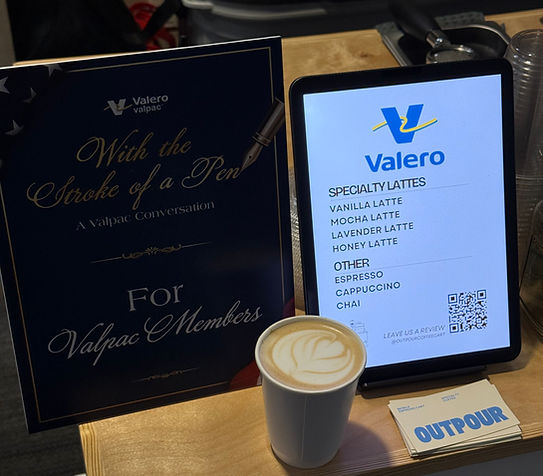 Valero
valpac
With the
Stroke of a Pen
A Valpac Conversation
For
Valpac Members
Valero
SPECIALTY LATTES
VANILLA LATTE
MOCHA LATTE
LAVENDER LATTE
HONEY LATTE
OTHER
ESPRESSO
CAPPUCCINO
CHAI
LEAVE US A REVIEW
@OUTPOURCOFFEECART
OUTPOUR